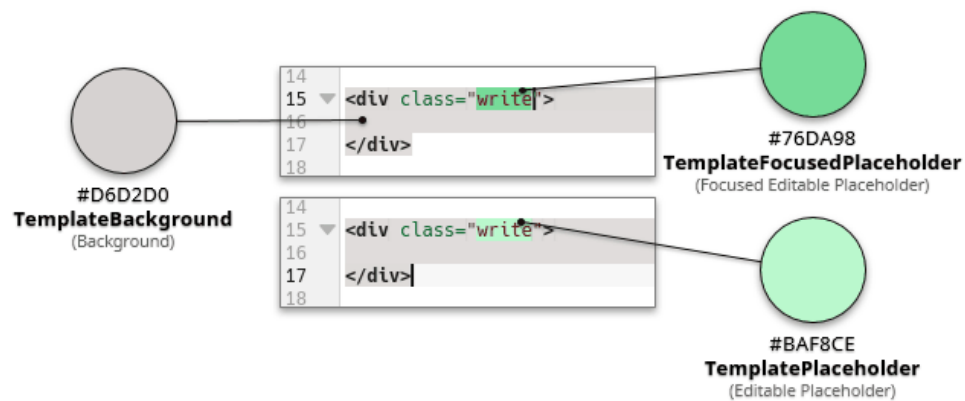 14
15 <div class="write">
16
17 </div>
18
#D6D2D0
TemplateBackground
(Background)
#76DA98
TemplateFocusedPlaceholder
(Focused Editable Placeholder)
14
15 <div class="write">
16
17 </div>
18
#BAF8CE
TemplatePlaceholder
(Editable Placeholder)